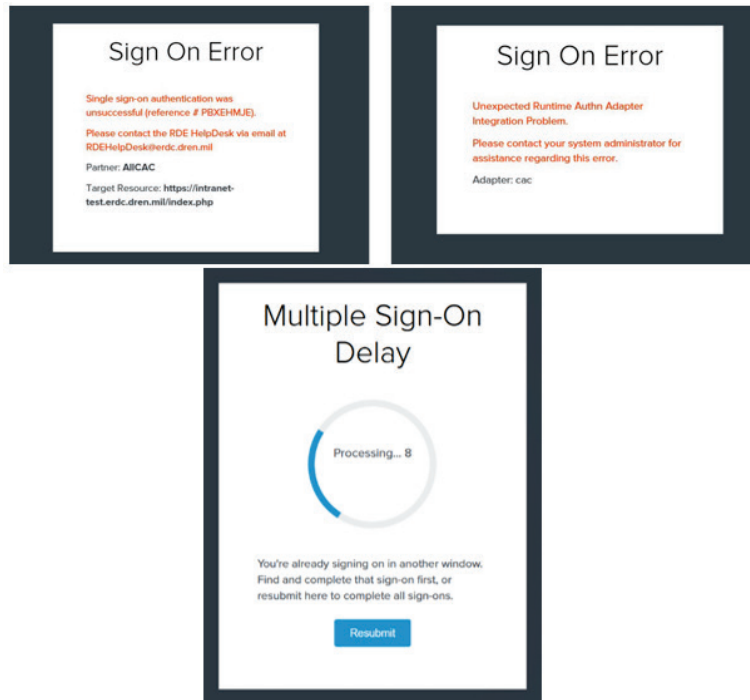 Sign On Error
Single sign-on authentication was
unsuccessful (reference # PBXEHMJE).
Please contact the RDE HelpDesk via email at
RDEHelpDesk@erdc.dren.mil
Partner: AllCAC
Target Resource: https://intranet-
test.erdc.dren.mil/index.php
Sign On Error
Unexpected Runtime Authn Adapter
Integration Problem.
Please contact your system administrator for
assistance regarding this error.
Adapter: cac
Multiple Sign-On
Delay
Processing... 8
You're already signing on in another window.
Find and complete that sign-on first, or
resubmit here to complete all sign-ons.
Resubmit